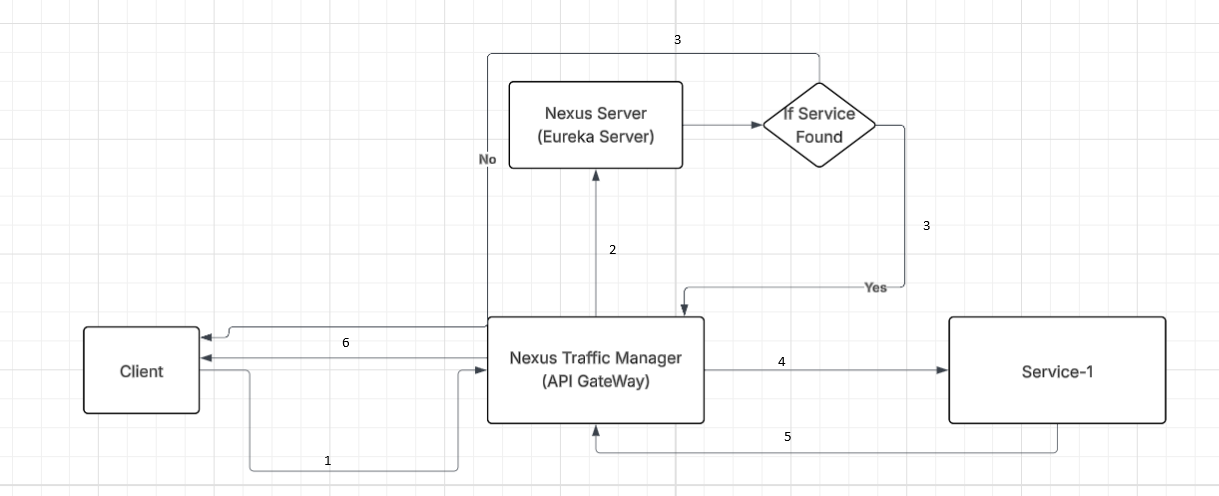 3
Nexus Server
(Eureka Server)
If Service
Found
No
3
2
Yes
6
Client
Nexus Traffic Manager
(API GateWay)
4
Service-1
5
1